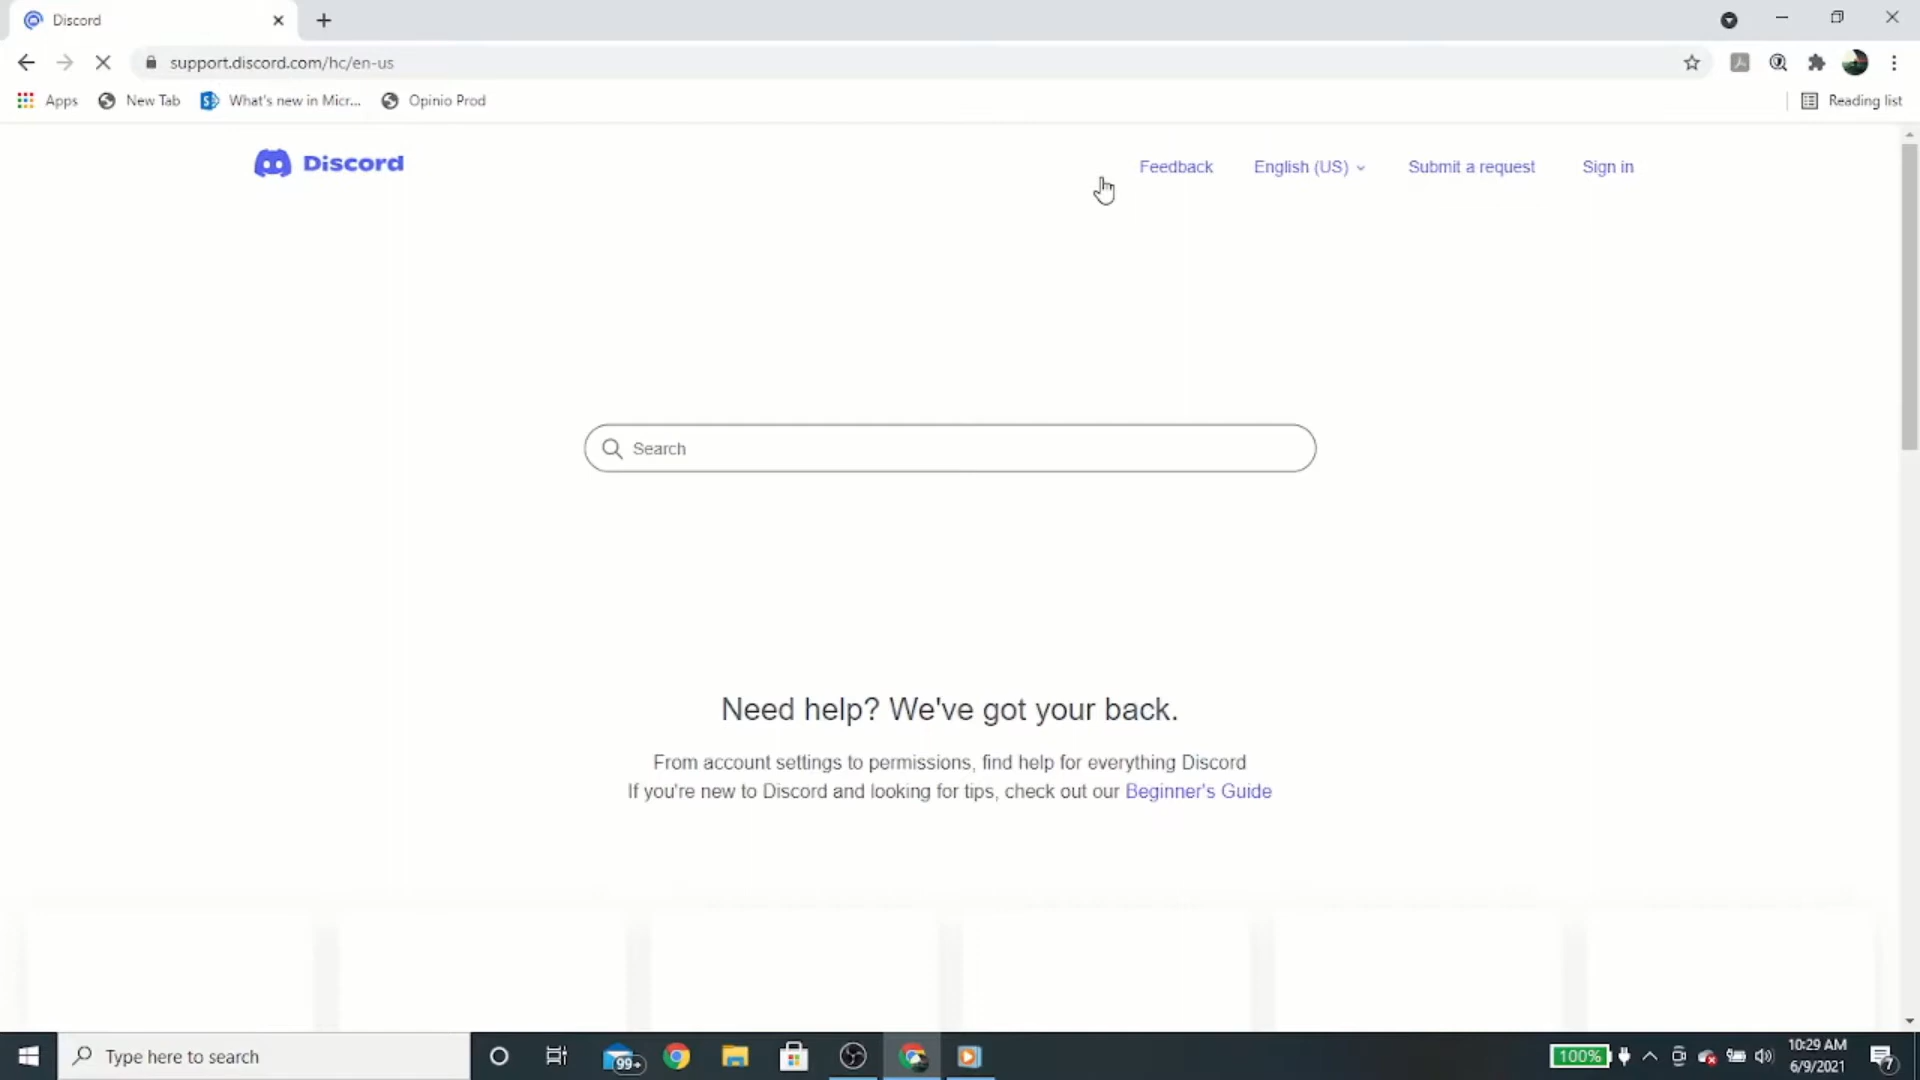 Discord
support.discord.com/hc/en-us
Apps
New Tab
What's new in Micr...
Opinio Prod
Reading list
Discord
Feedback
English (US)
Submit a request
Sign in
Search
Need help? We've got your back.
From account settings to permissions, find help for everything Discord
If you're new to Discord and looking for tips, check out our Beginner's Guide
Type here to search
99+
100%
10:29 AM
6/9/2021
7